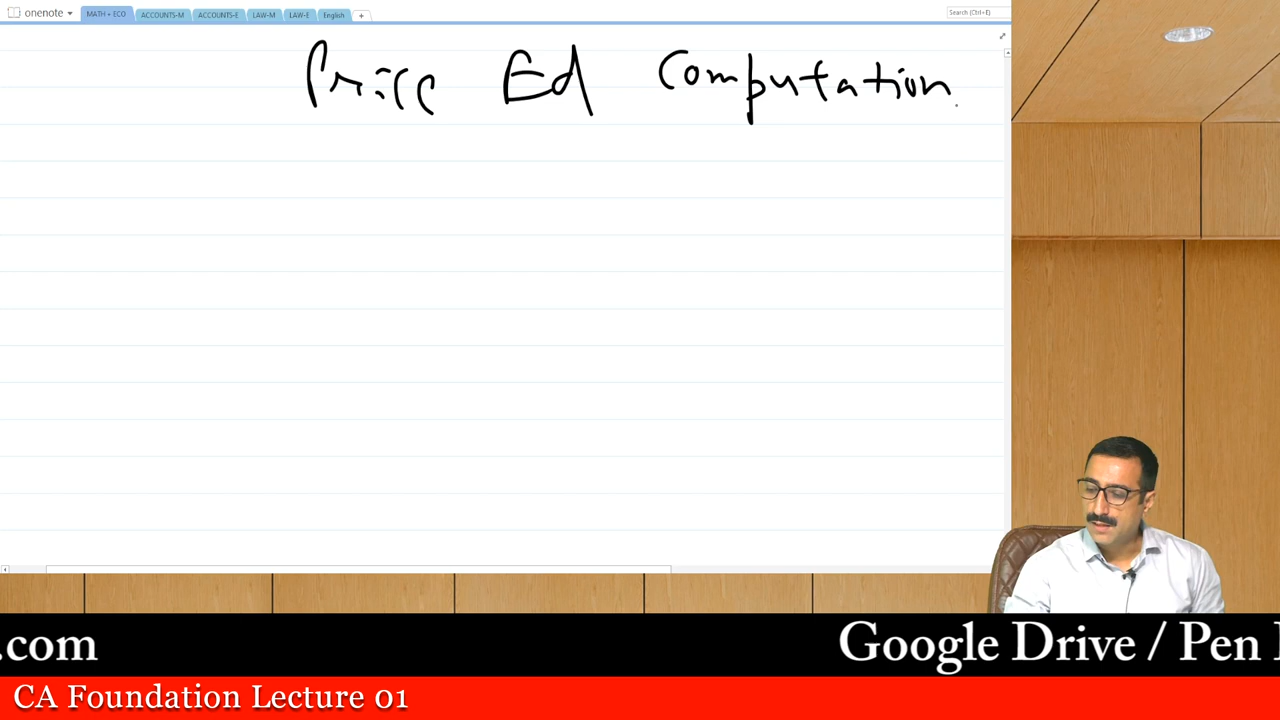 onenote MATH + ECO ACCOUNTS-M ACCOUNTS-E LAW-M LAW-E English + Search (Ctrl+E)
Price Ed Computation
.com Google Drive / Pen
CA Foundation Lecture 01